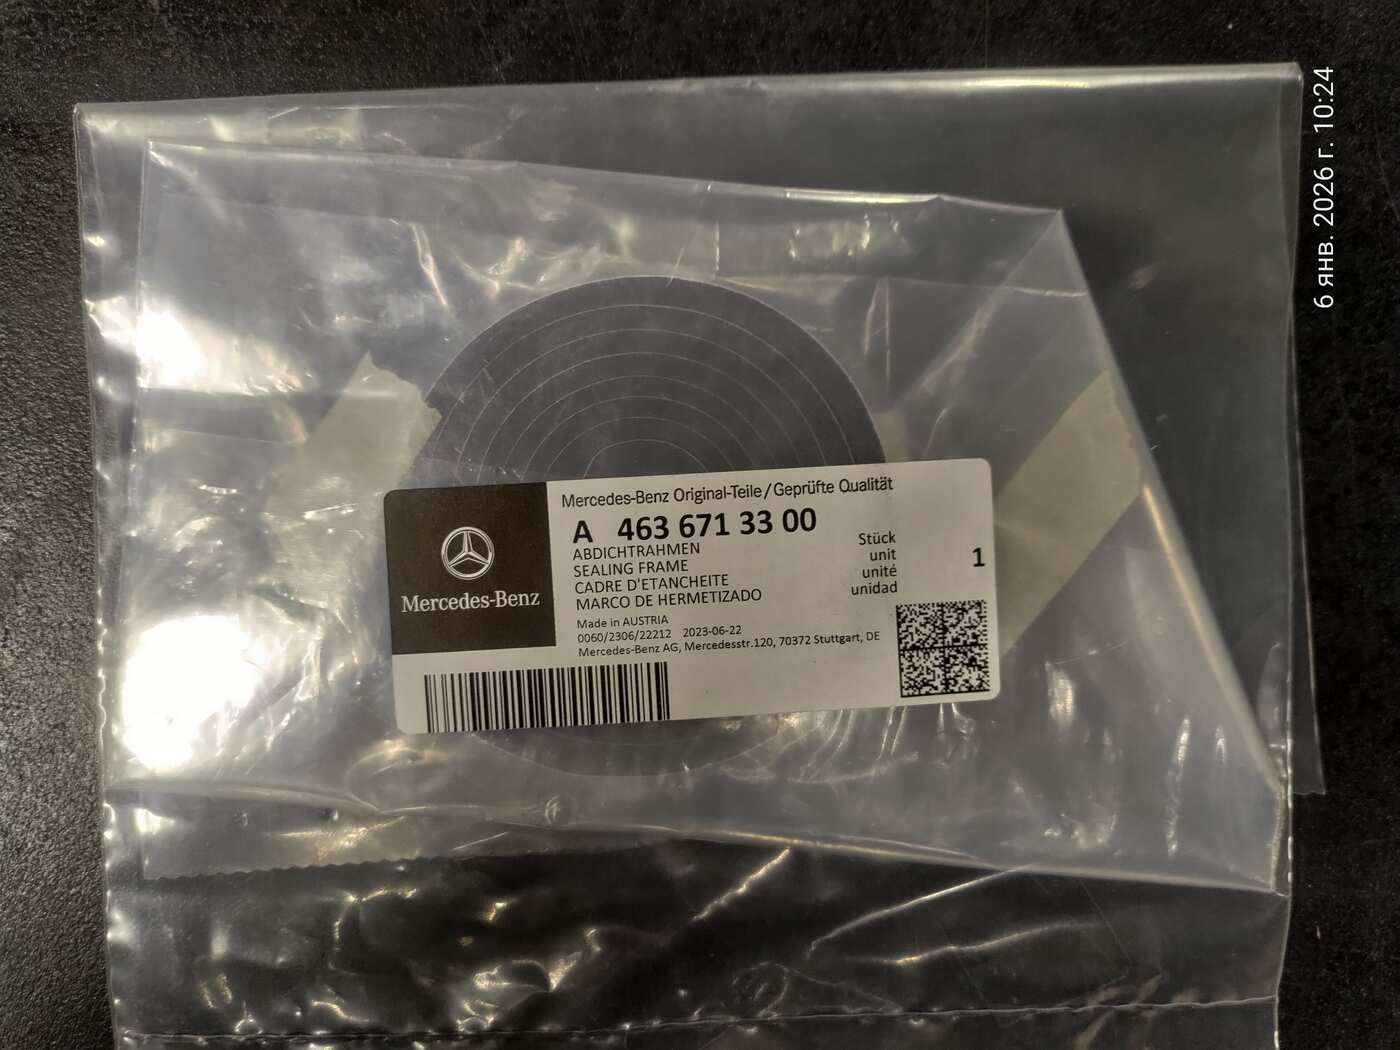 6 янв. 2026 г. 10:24
Mercedes-Benz
Mercedes-Benz Original-Teile/Geprüfte Qualität
A 463 671 33 00
ABDICHTRAHMEN
SEALING FRAME
CADRE D'ETANCHEITE
MARCO DE HERMETIZADO
Stück
unit
unité
unidad
1
Made in AUSTRIA
0060/2306/22212 2023-06-22
Mercedes-Benz AG, Mercedesstr.120, 70372 Stuttgart, DE